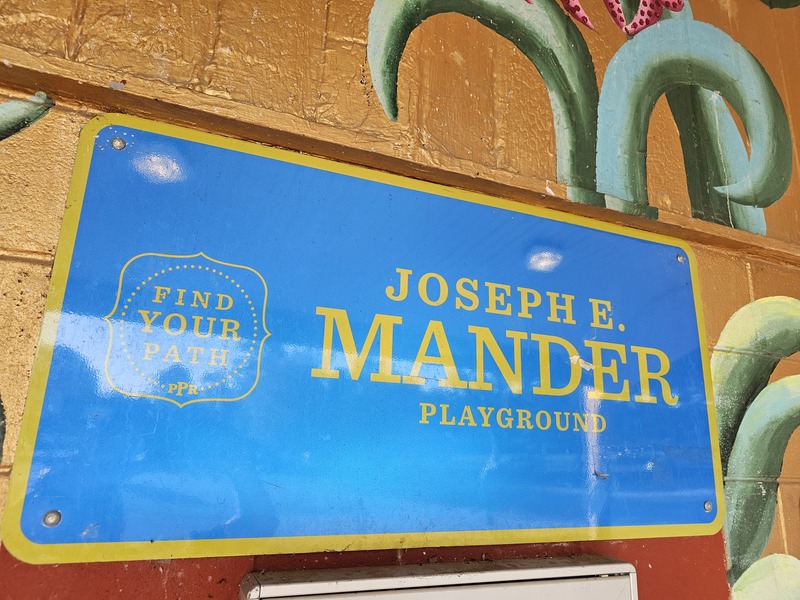 FIND
YOUR
PATH
PPR
JOSEPH E.
MANDER
PLAYGROUND